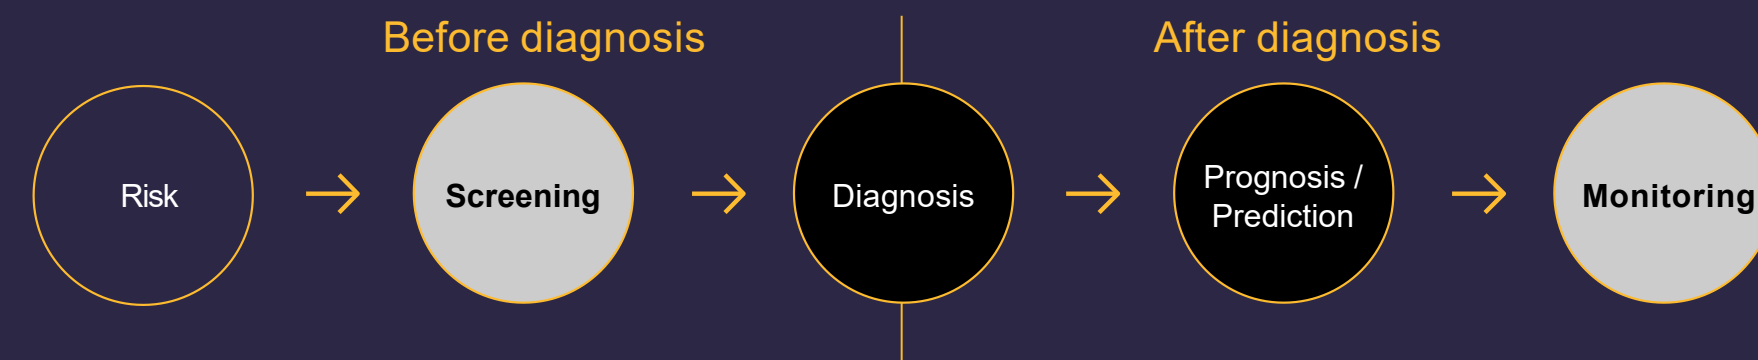 Before diagnosis
After diagnosis
Risk
Screening
Diagnosis
Prognosis /
Prediction
Monitoring